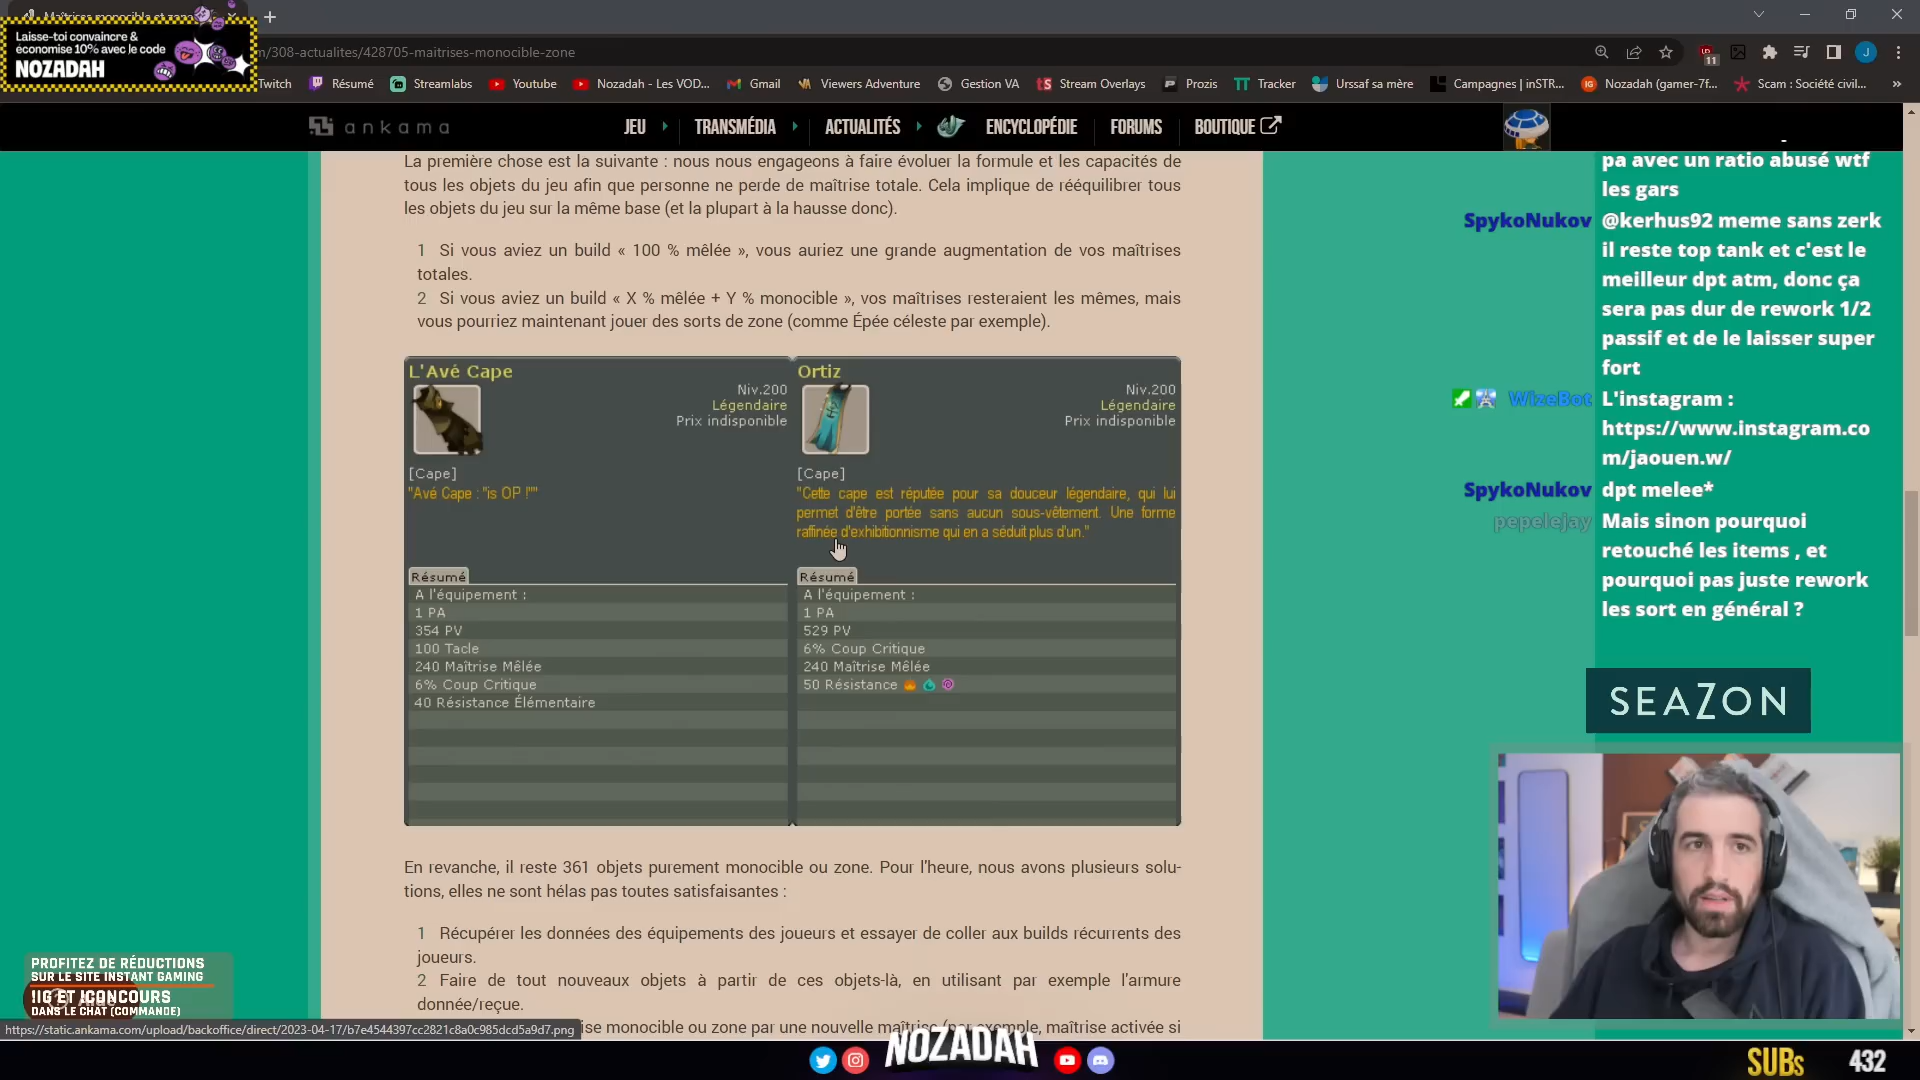 Laisse-toi convaincre &
économise 10% avec le code
NOZADAH
/308-actualites/428705-maitrises-monocible-zone
11
J
Twitch
Résumé
Streamlabs
Youtube
Nozadah - Les VOD...
Gmail
Viewers Adventure
Gestion VA
Stream Overlays
Prozis
Tracker
Urssaf sa mère
Campagnes | inSTR...
Nozadah (gamer-7f...
Scam : Société civil...
»
ankama
JEU
TRANSMÉDIA
ACTUALITÉS
ENCYCLOPÉDIE
FORUMS
BOUTIQUE
La première chose est la suivante : nous nous engageons à faire évoluer la formule et les capacités de
tous les objets du jeu afin que personne ne perde de maîtrise totale. Cela implique de rééquilibrer tous
les objets du jeu sur la même base (et la plupart à la hausse donc).
1 Si vous aviez un build « 100 % mêlée », vous auriez une grande augmentation de vos maîtrises
totales.
2 Si vous aviez un build « X % mêlée + Y % monocible », vos maîtrises resteraient les mêmes, mais
vous pourriez maintenant jouer des sorts de zone (comme Épée céleste par exemple).
L'Avé Cape
Niv.200
Légendaire
Prix indisponible
[Cape]
"Avé Cape : "is OP !""
Résumé
A l'équipement :
1 PA
354 PV
100 Tacle
240 Maîtrise Mêlée
6% Coup Critique
40 Résistance Élémentaire
Ortiz
Niv.200
Légendaire
Prix indisponible
[Cape]
"Cette cape est réputée pour sa douceur légendaire, qui lui
permet d'être portée sans aucun sous-vêtement. Une forme
raffinée d'exhibitionnisme qui en a séduit plus d'un."
Résumé
A l'équipement :
1 PA
529 PV
6% Coup Critique
240 Maîtrise Mêlée
50 Résistance
En revanche, il reste 361 objets purement monocible ou zone. Pour l'heure, nous avons plusieurs solu-
tions, elles ne sont hélas pas toutes satisfaisantes :
1 Récupérer les données des équipements des joueurs et essayer de coller aux builds récurrents des
joueurs.
2 Faire de tout nouveaux objets à partir de ces objets-là, en utilisant par exemple l'armure
donnée/reçue.
ise monocible ou zone par une nouvelle maîtrise (par exemple, maîtrise activée si
pa avec un ratio abusé wtf
les gars
SpykoNukov @kerhus92 meme sans zerk
il reste top tank et c'est le
meilleur dpt atm, donc ça
sera pas dur de rework 1/2
passif et de le laisser super
fort
WizeBot L'instagram :
https://www.instagram.co
m/jaouen.w/
SpykoNukov dpt melee*
pepelejay Mais sinon pourquoi
retouché les items , et
pourquoi pas juste rework
les sort en général ?
SEAZON
PROFITEZ DE RÉDUCTIONS
SUR LE SITE INSTANT GAMING
!IG ET !CONCOURS
DANS LE CHAT (COMMANDE)
https://static.ankama.com/upload/backoffice/direct/2023-04-17/b7e4544397cc2821c8a0c985dcd5a9d7.png
NOZADAH
SUBs
432